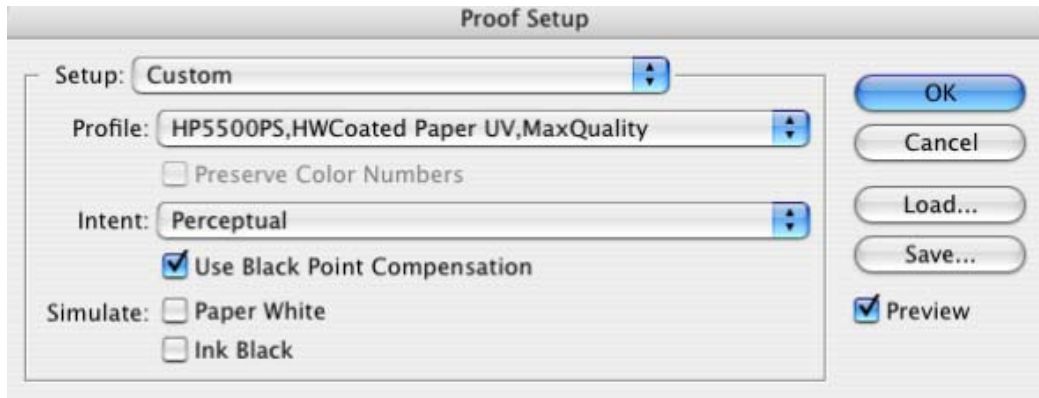 Proof Setup
Setup: Custom
Profile: HP5500PS,HWCoated Paper UV,MaxQuality
Preserve Color Numbers
Intent: Perceptual
Use Black Point Compensation
Simulate: Paper White
Ink Black
OK
Cancel
Load...
Save...
Preview